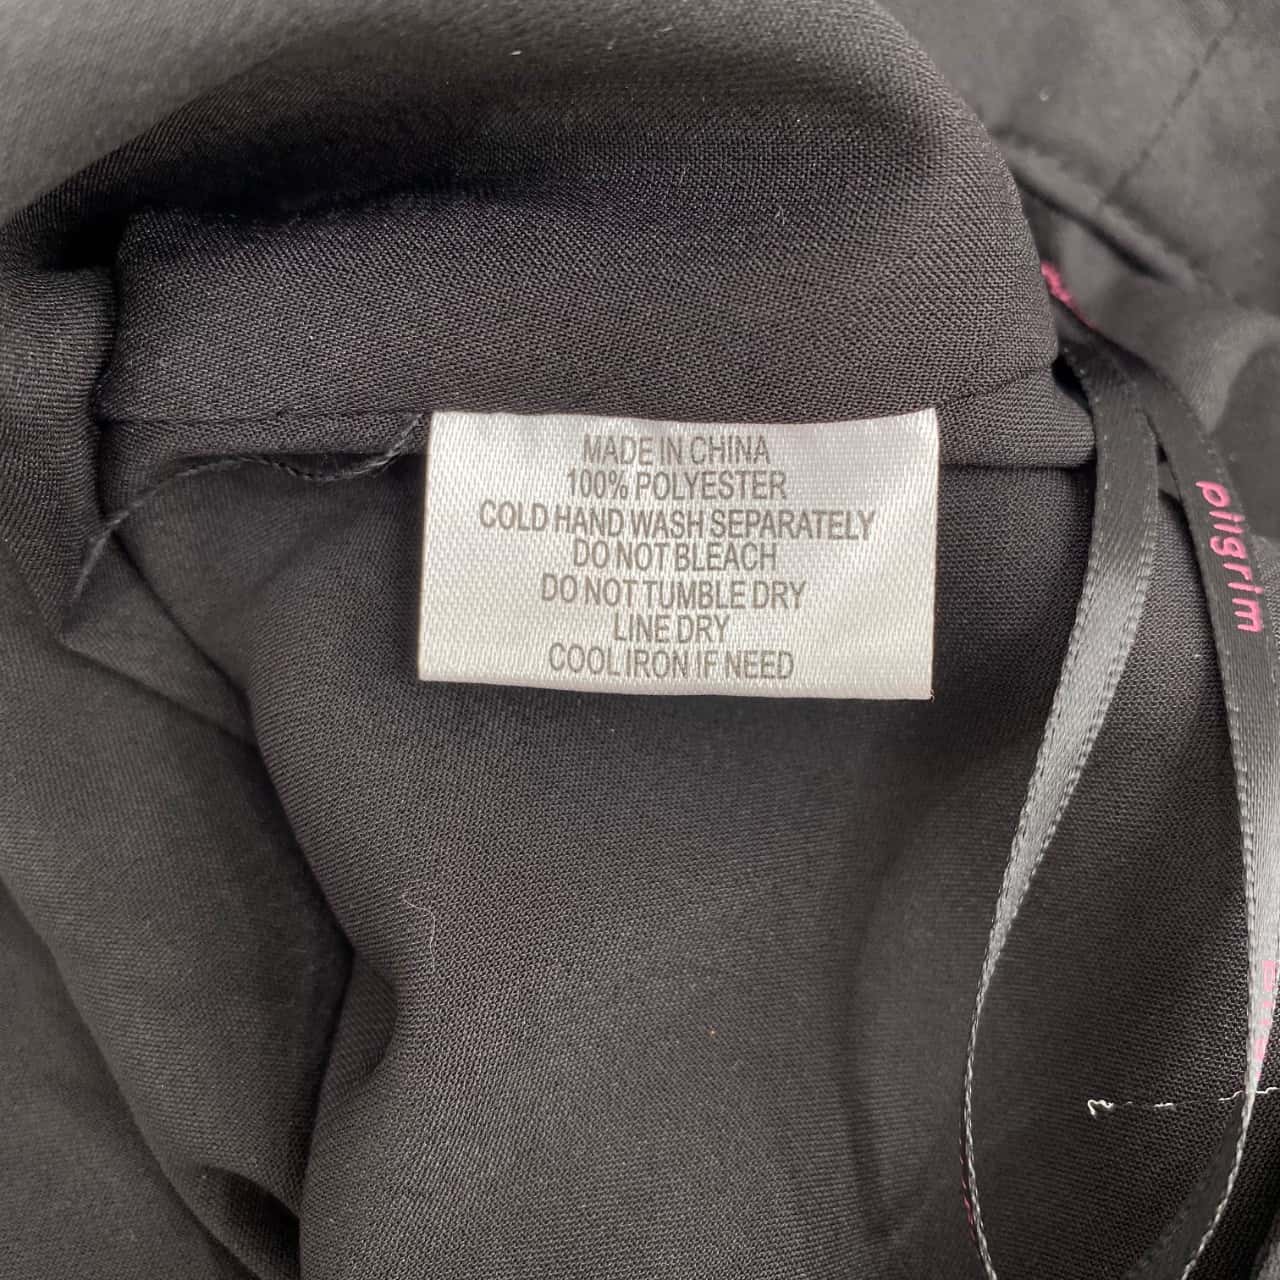 MADE IN CHINA
100% POLYESTER
COLD HAND WASH SEPARATELY
DO NOT BLEACH
DO NOT TUMBLE DRY
LINE DRY
COOL IRON IF NEED
pilgrim